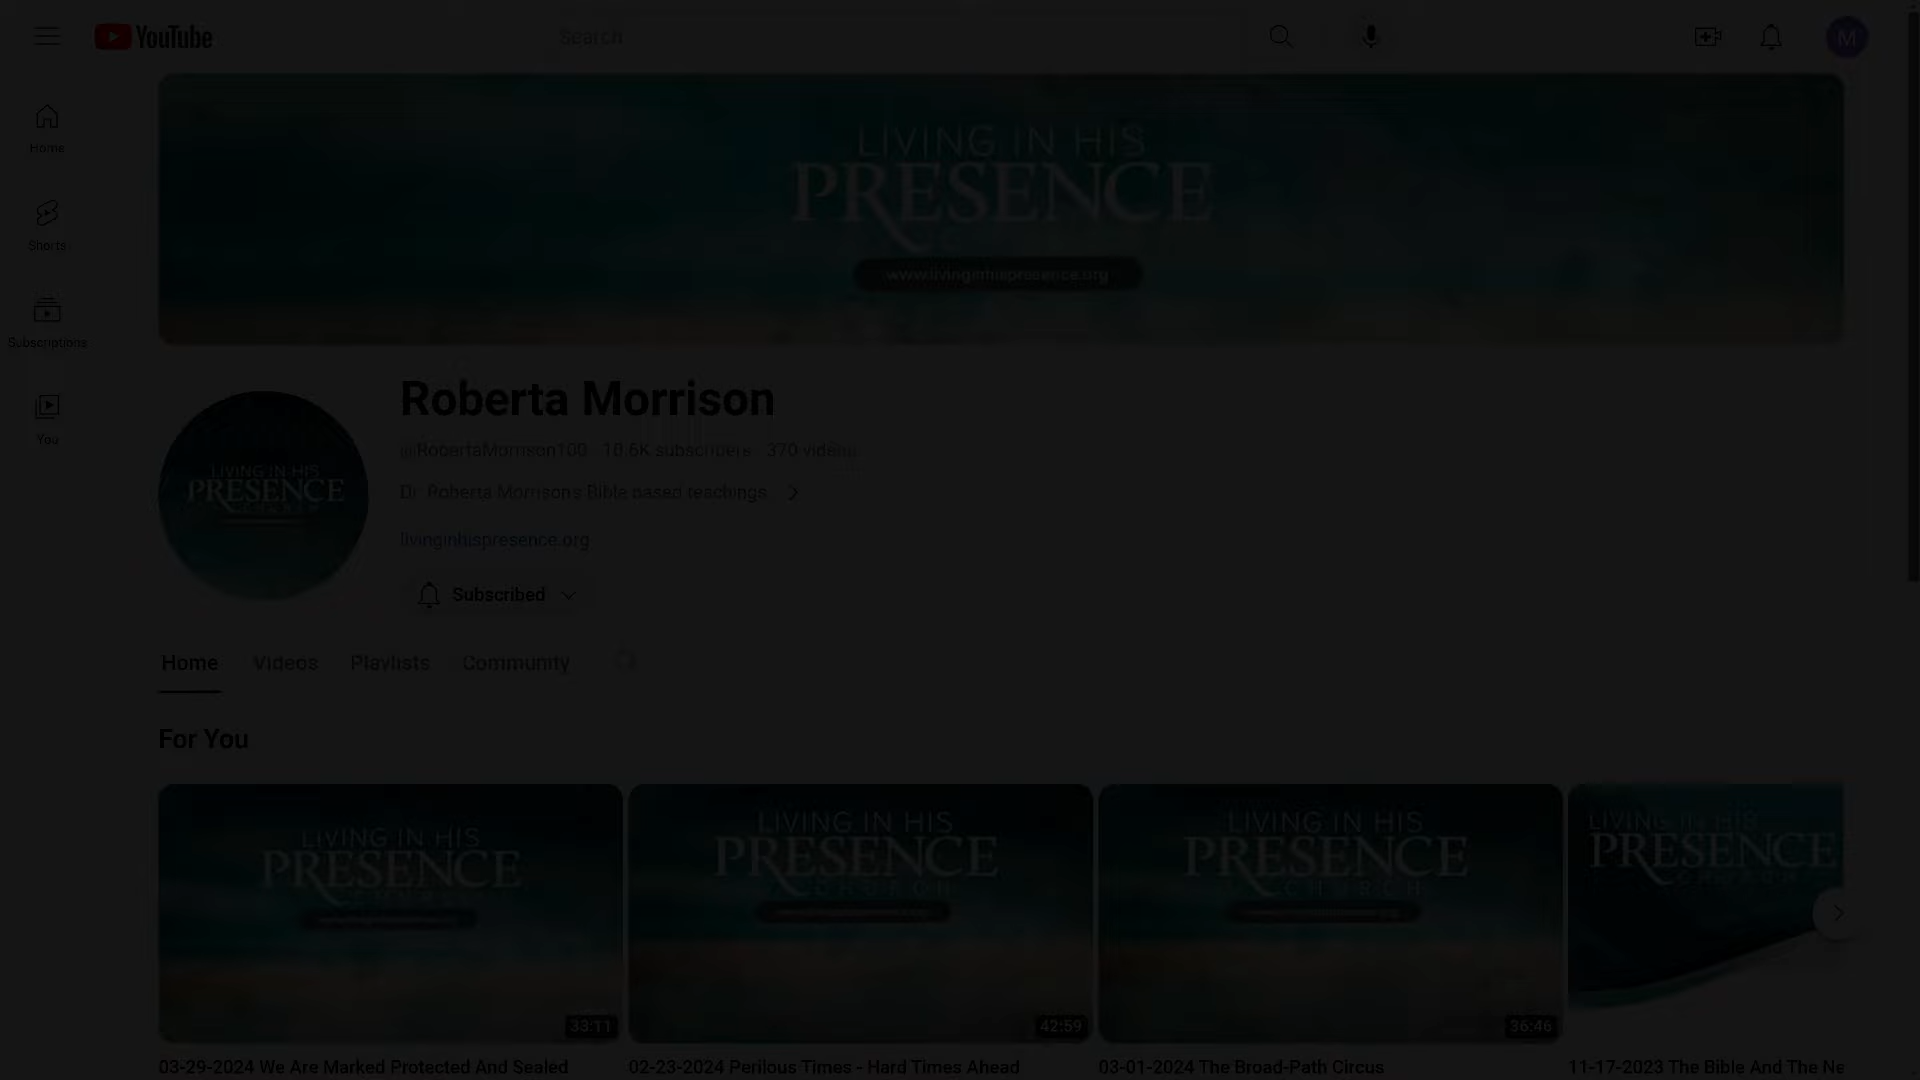 YouTube
Search
M
Home
Shorts
Subscriptions
You
LIVING IN HIS
PRESENCE
www.livinginhispresence.org
LIVING IN HIS
PRESENCE
Roberta Morrison
@RobertaMorrison100 · 10.6K subscribers · 370 videos
Dr. Roberta Morrison's Bible based teachings
livinginhispresence.org
Subscribed
Home Videos Playlists Community
For You
LIVING IN HIS
PRESENCE
33:11
03-29-2024 We Are Marked Protected And Sealed
LIVING IN HIS
PRESENCE
CHURCH
42:59
02-23-2024 Perilous Times - Hard Times Ahead
LIVING IN HIS
PRESENCE
CHURCH
36:46
03-01-2024 The Broad-Path Circus
LIVING IN HIS
PRESENCE
CHURCH
11-17-2023 The Bible And The Ne